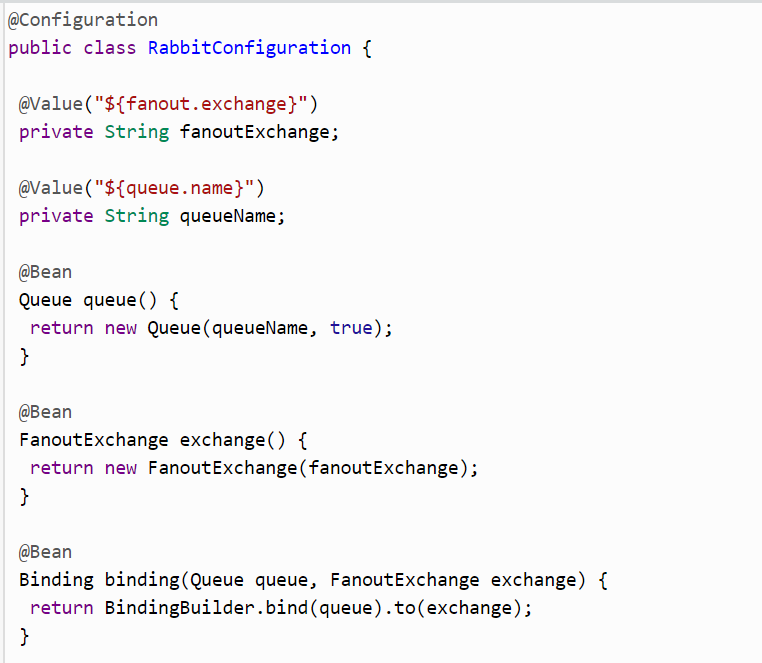 @Configuration
public class RabbitConfiguration {
@Value("${fanout.exchange}")
private String fanoutExchange;
@Value("${queue.name}")
private String queueName;
@Bean
Queue queue() {
return new Queue(queueName, true);
}
@Bean
FanoutExchange exchange() {
return new FanoutExchange(fanoutExchange);
}
@Bean
Binding binding(Queue queue, FanoutExchange exchange) {
return BindingBuilder.bind(queue).to(exchange);
}